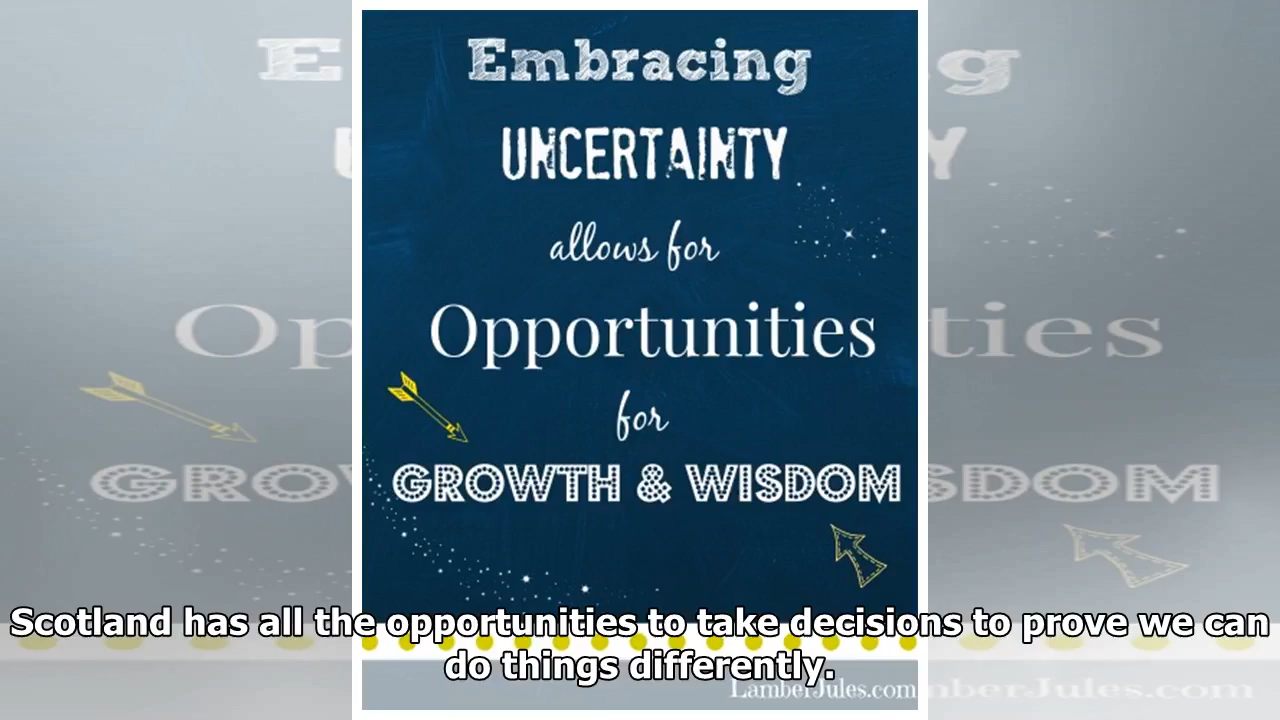 Embracing
UNCERTAINTY
allows for
Opportunities
for
GROWTH & WISDOM
Scotland has all the opportunities to take decisions to prove we can
do things differently.
LamberJules.com